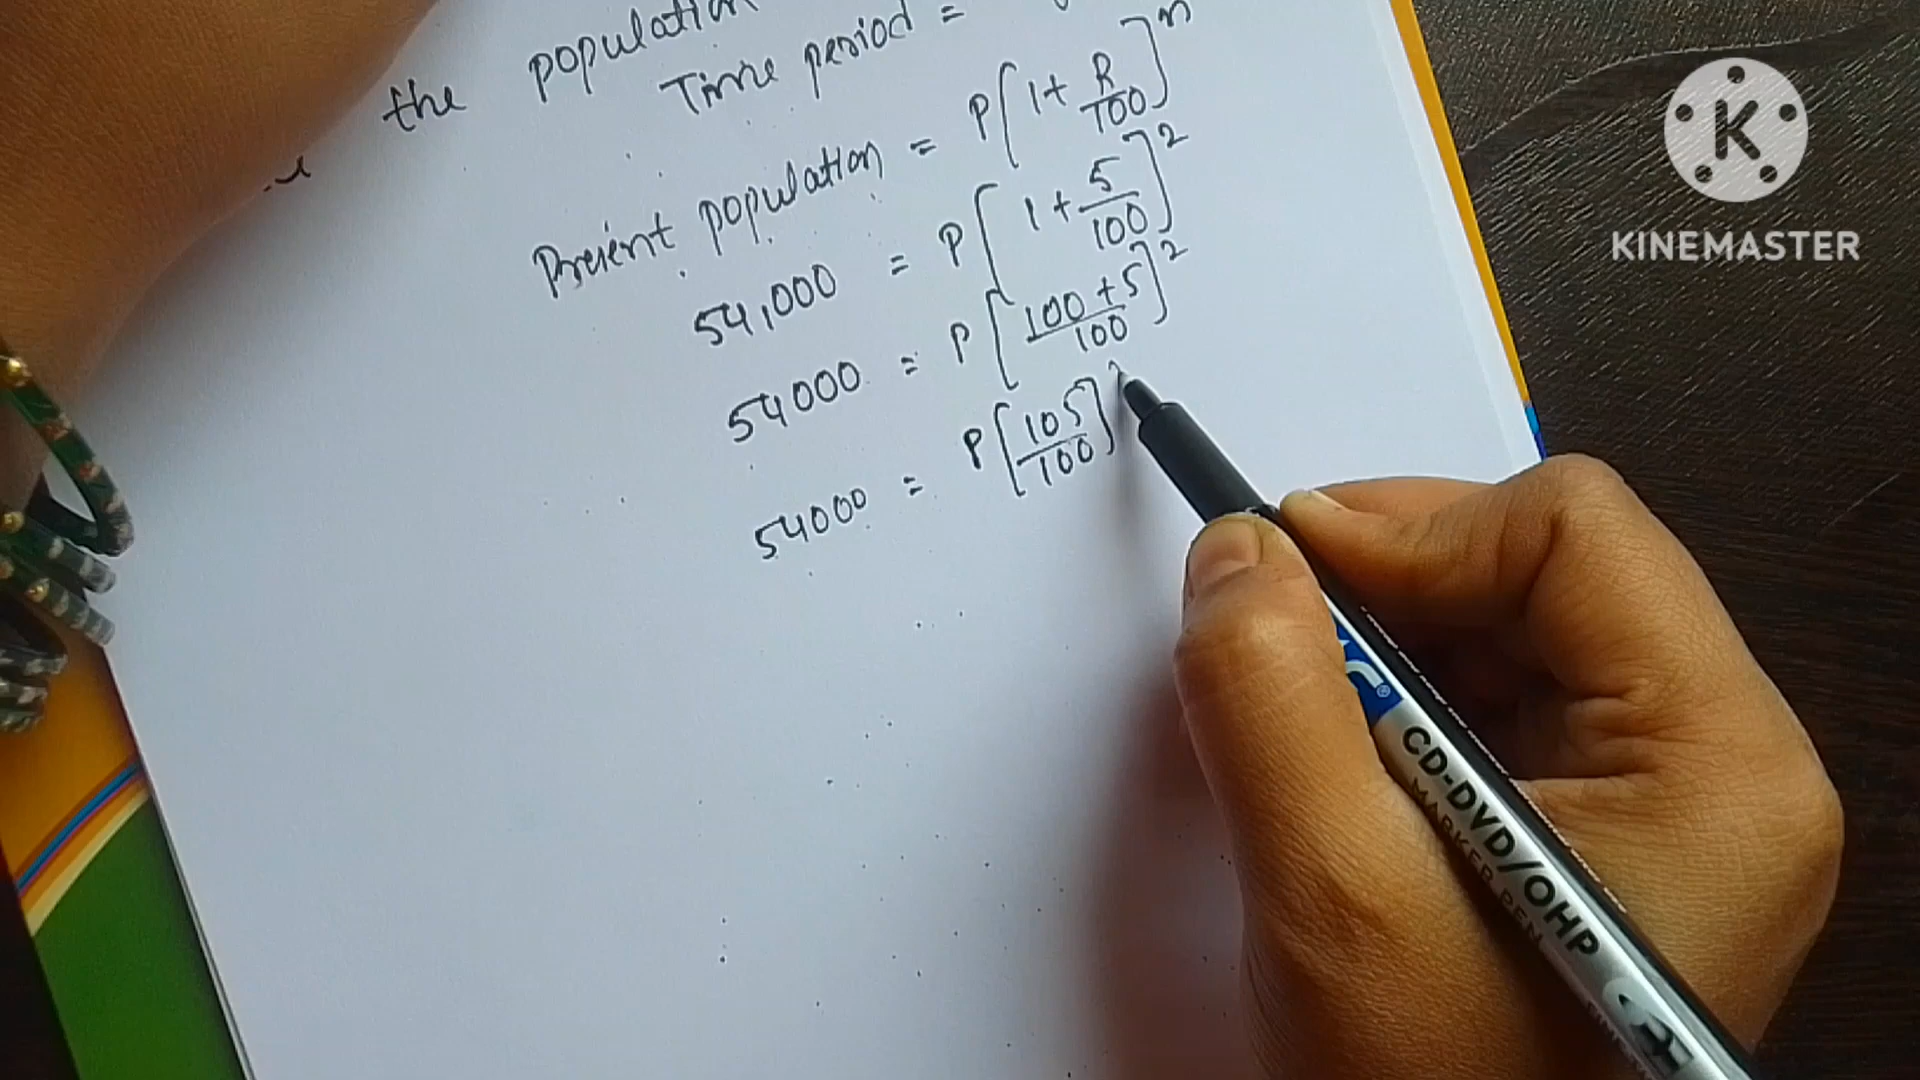 the population
Time period =
Present population = P[1+ R/100]^n
54,000 = P[1+ 5/100]^2
54000 = P[100+5/100]^2
54000 = P[105/100]
K
KINEMASTER
CD-DVD/OHP
MARKER PEN